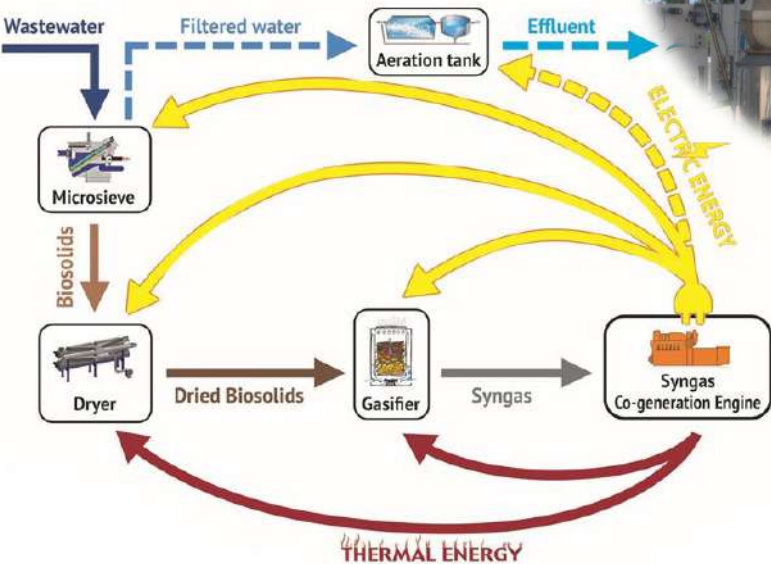 Wastewater
Filtered water
Aeration tank
Effluent
ELECTRIC ENERGY
Microsieve
Biosolids
Dryer
Dried Biosolids
Gasifier
Syngas
Syngas
Co-generation Engine
THERMAL ENERGY